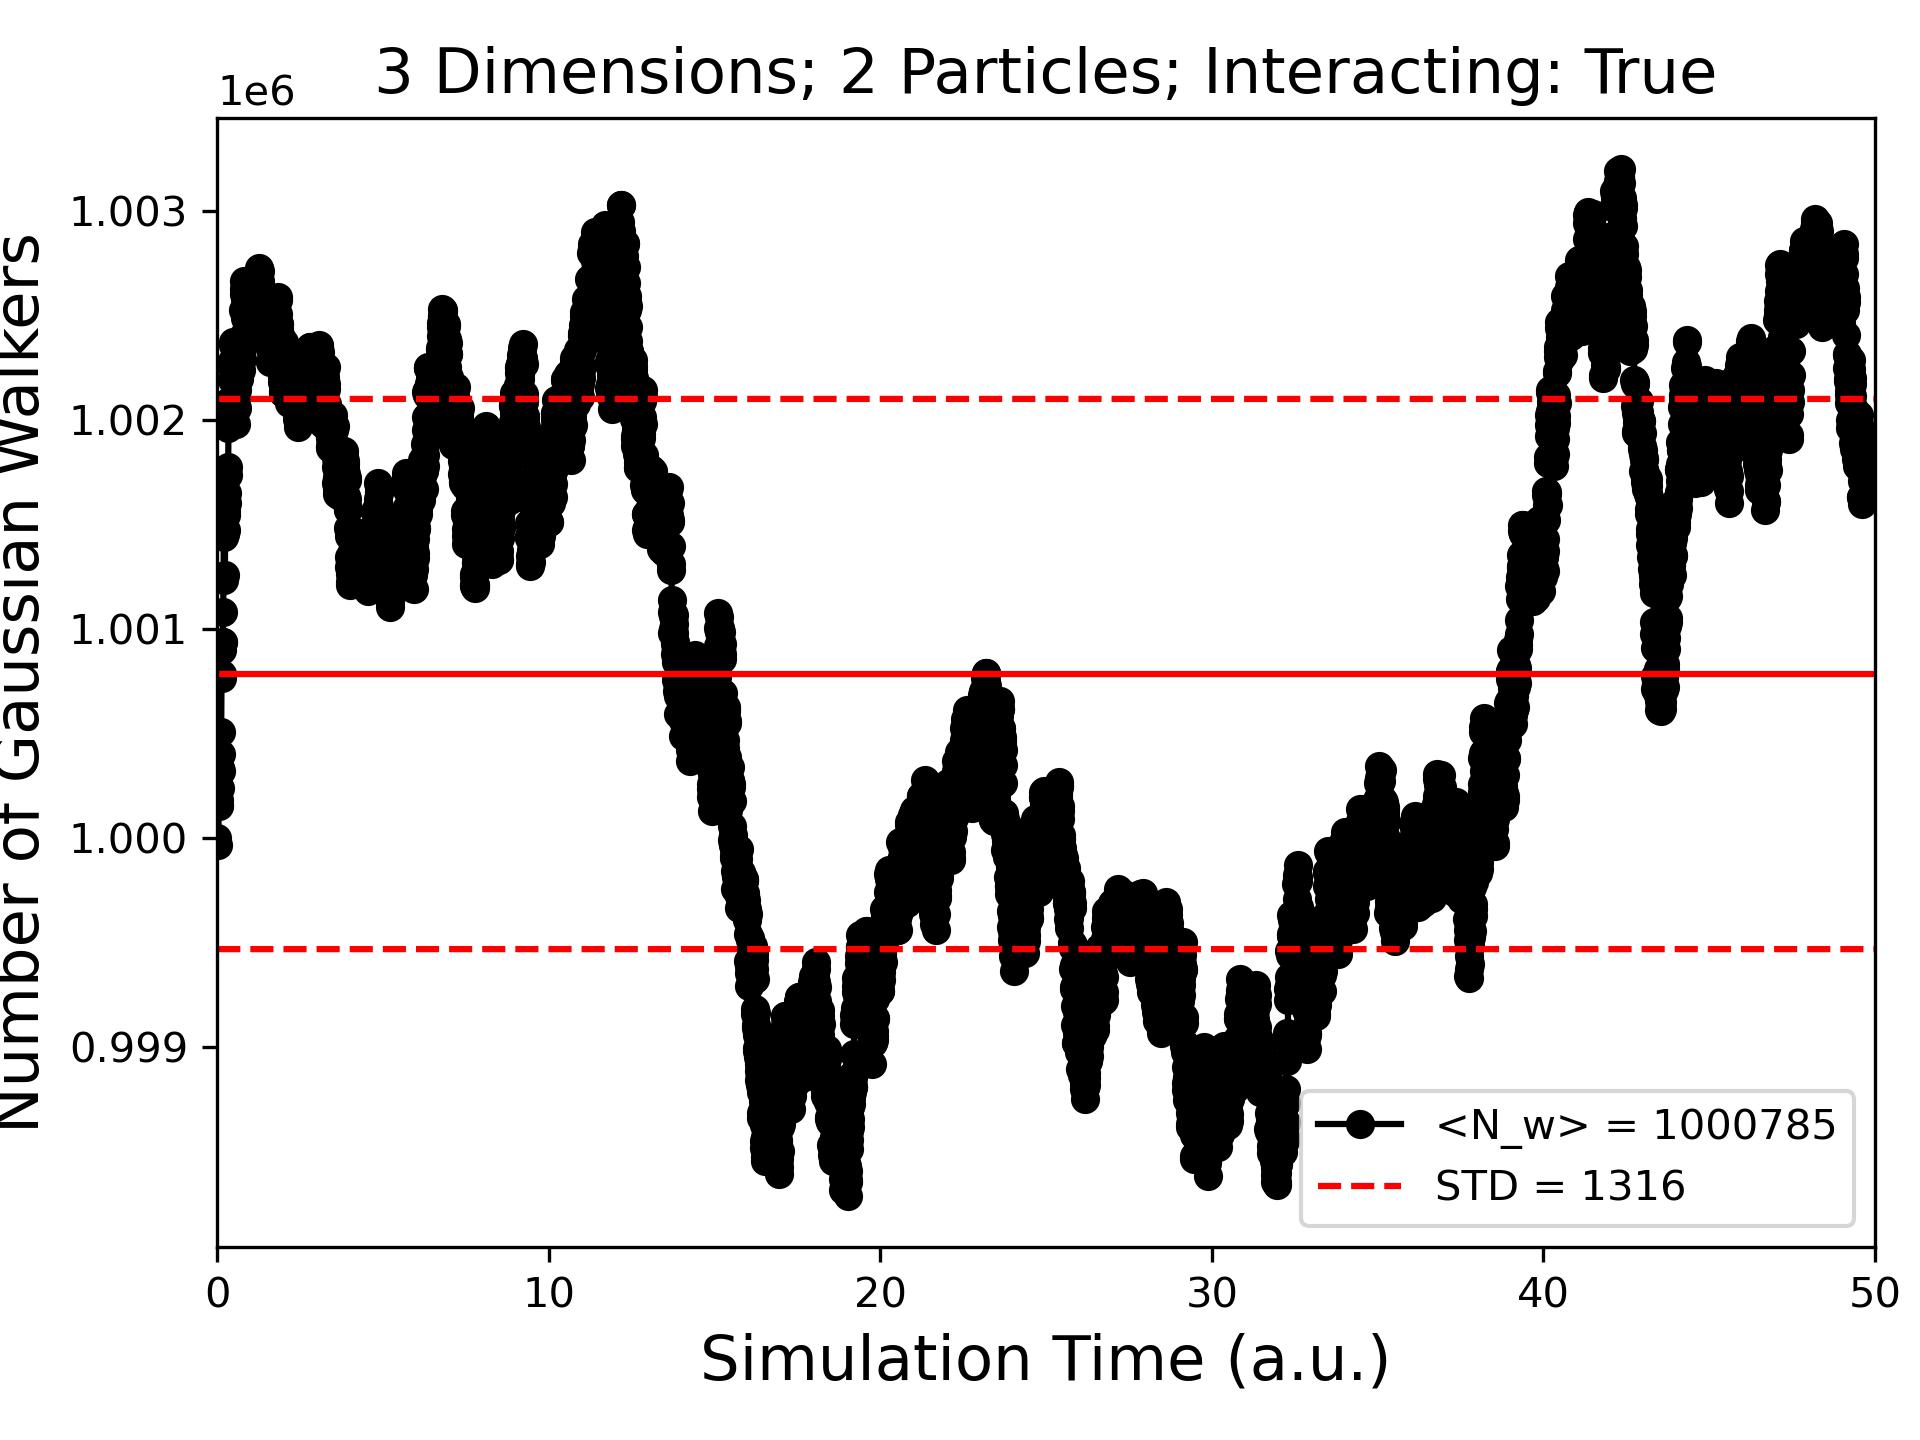 3 Dimensions; 2 Particles; Interacting: True
1e6
1.003
1.002
1.001
1.000
0.999
Number of Gaussian Walkers
<N_w> = 1000785
STD = 1316
0 10 20 30 40 50
Simulation Time (a.u.)